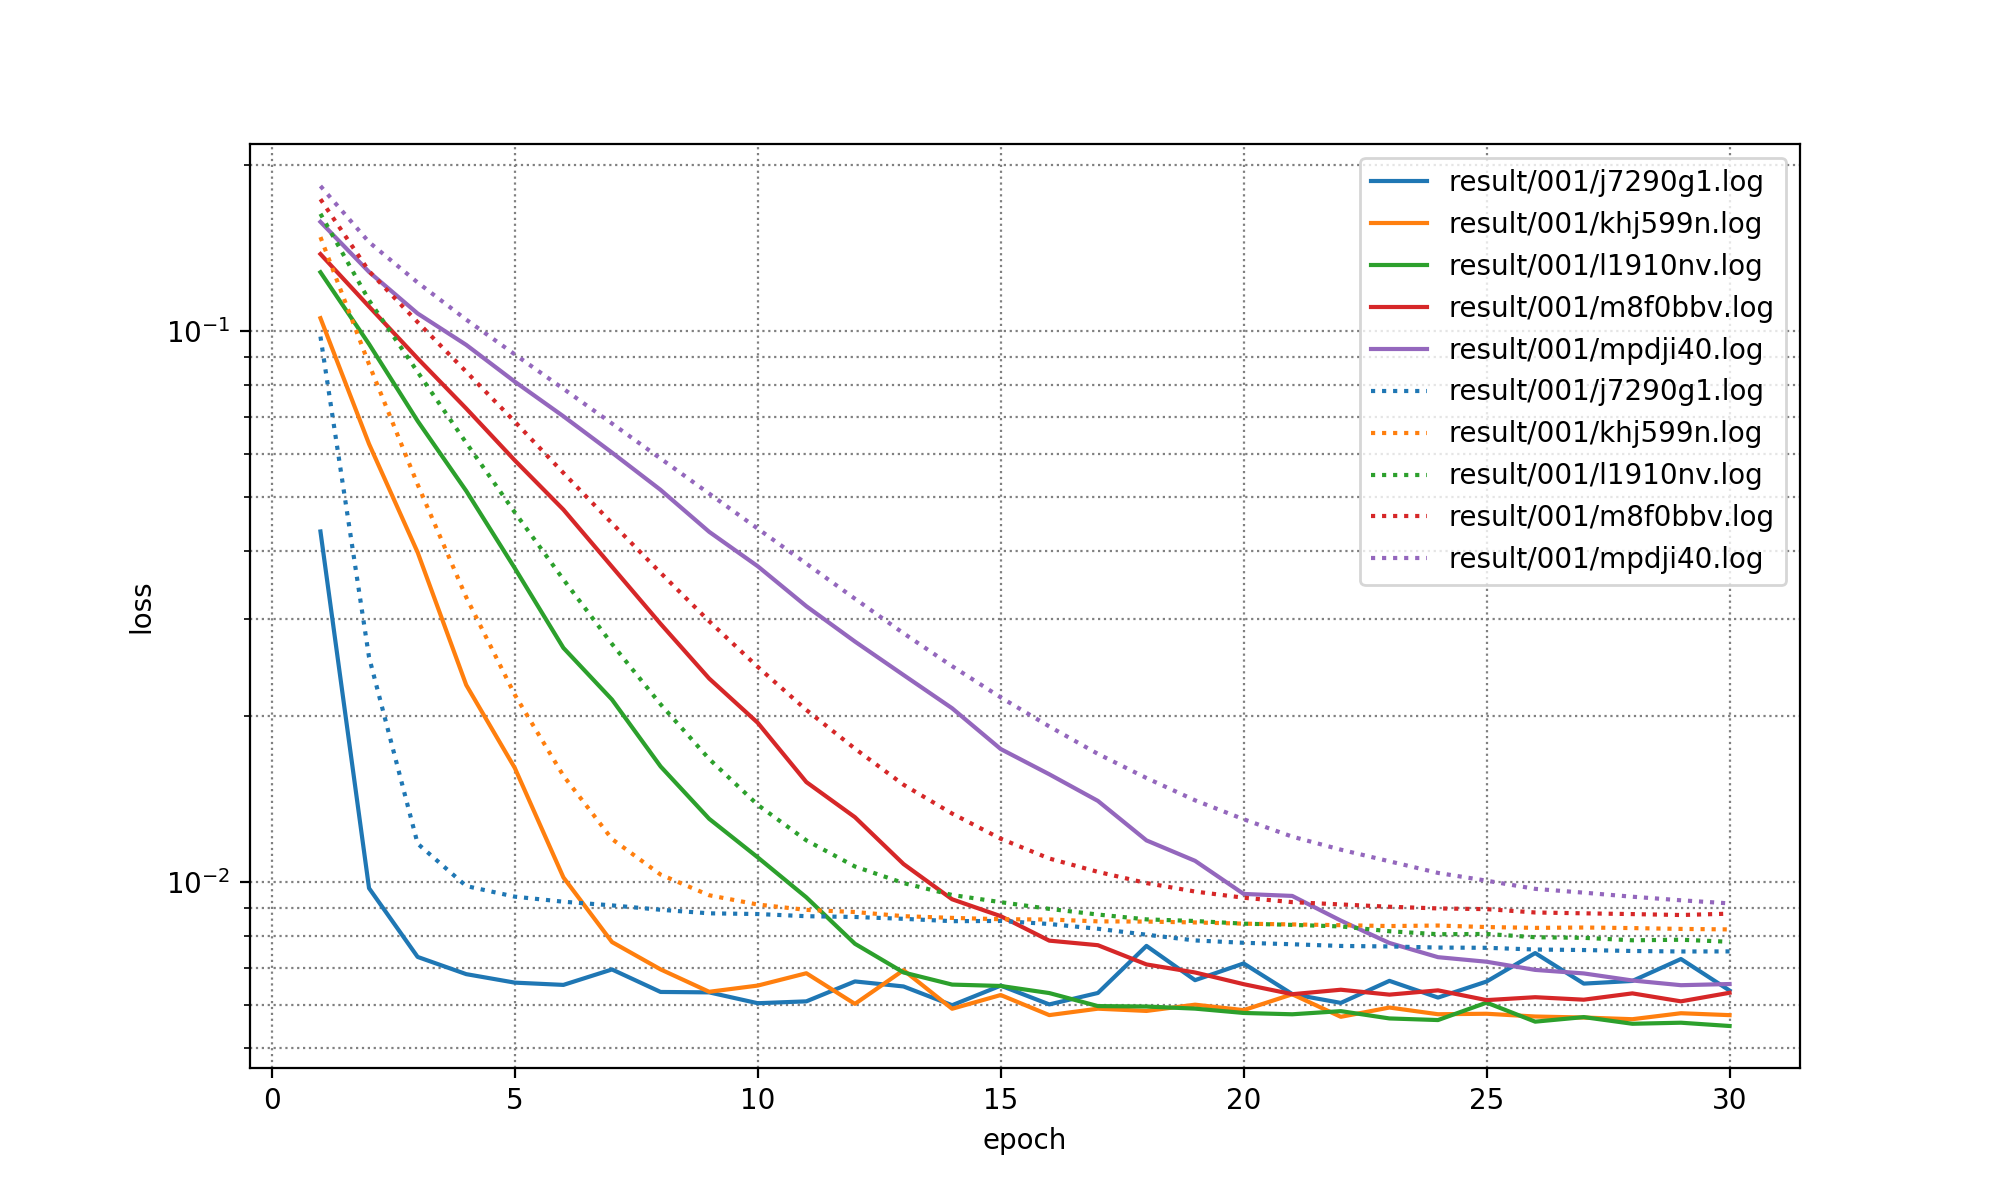 result/001/j7290g1.log
result/001/khj599n.log
result/001/l1910nv.log
result/001/m8f0bbv.log
result/001/mpdji40.log
result/001/j7290g1.log
result/001/khj599n.log
result/001/l1910nv.log
result/001/m8f0bbv.log
result/001/mpdji40.log
10⁻¹
loss
10⁻²
0 5 10 15 20 25 30
epoch